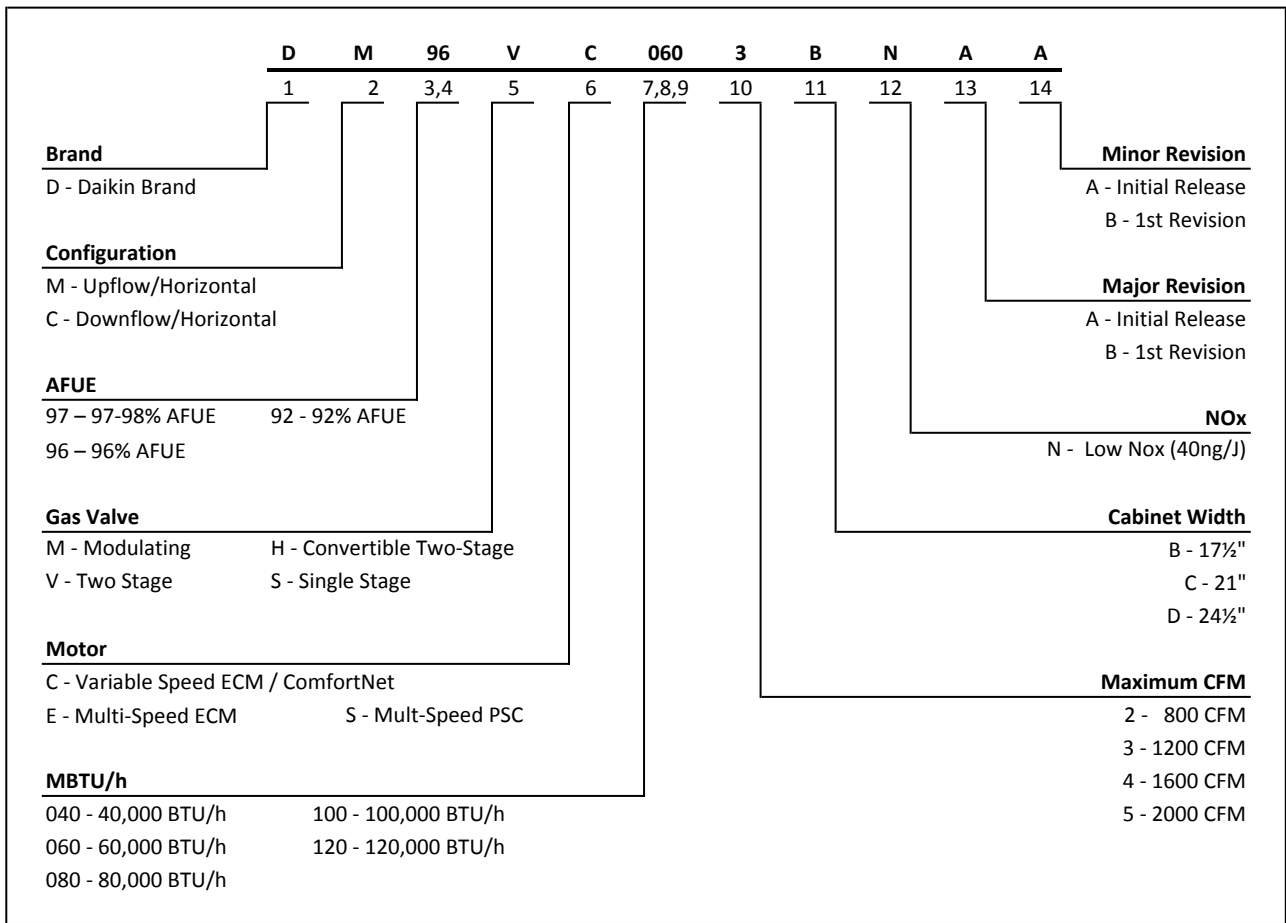 D M 96 V C 060 3 B N A A
1 2 3,4 5 6 7,8,9 10 11 12 13 14
Brand
D - Daikin Brand
Configuration
M - Upflow/Horizontal
C - Downflow/Horizontal
AFUE
97 – 97-98% AFUE 92 - 92% AFUE
96 – 96% AFUE
Gas Valve
M - Modulating H - Convertible Two-Stage
V - Two Stage S - Single Stage
Motor
C - Variable Speed ECM / ComfortNet
E - Multi-Speed ECM S - Mult-Speed PSC
MBTU/h
040 - 40,000 BTU/h 100 - 100,000 BTU/h
060 - 60,000 BTU/h 120 - 120,000 BTU/h
080 - 80,000 BTU/h
Minor Revision
A - Initial Release
B - 1st Revision
Major Revision
A - Initial Release
B - 1st Revision
NOx
N - Low Nox (40ng/J)
Cabinet Width
B - 17½"
C - 21"
D - 24½"
Maximum CFM
2 - 800 CFM
3 - 1200 CFM
4 - 1600 CFM
5 - 2000 CFM